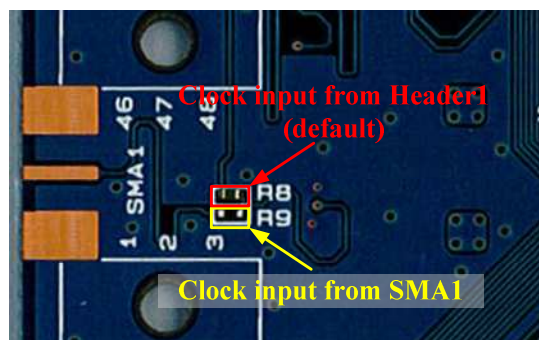 Clock input from Header1
(default)
46
47
48
SMA1
R8
R9
1
2
3
Clock input from SMA1